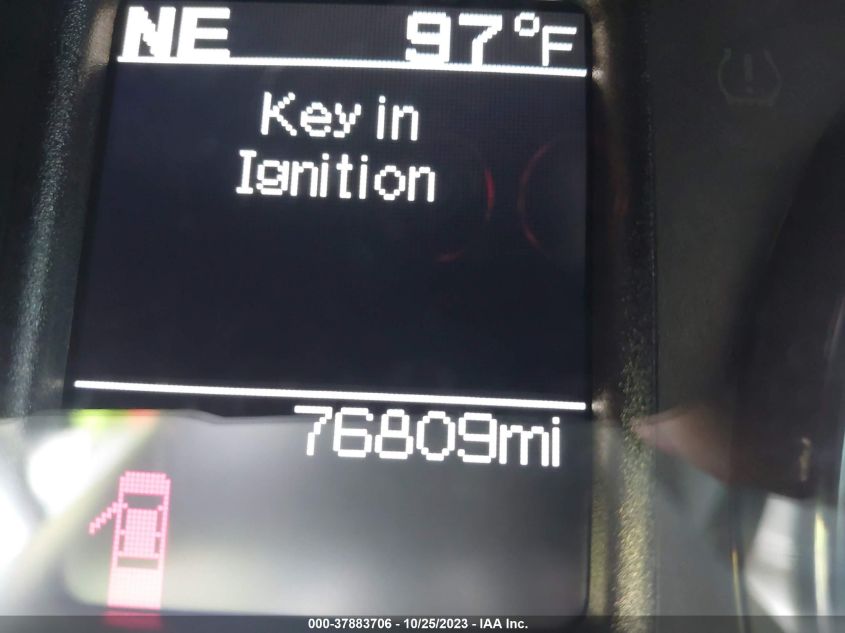 NE 97°F
Key in
Ignition
76809mi
000-37883706 - 10/25/2023 - IAA Inc.